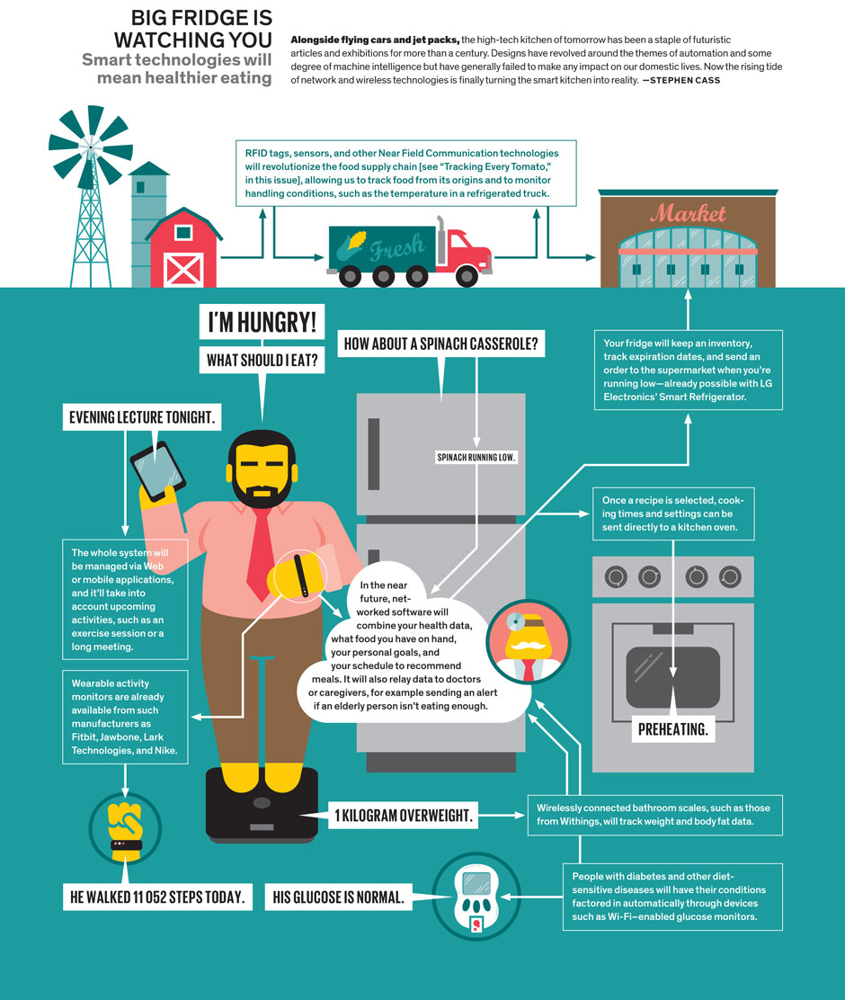 BIG FRIDGE IS
WATCHING YOU
Smart technologies will
mean healthier eating
Alongside flying cars and jet packs, the high-tech kitchen of tomorrow has been a staple of futuristic
articles and exhibitions for more than a century. Designs have revolved around the themes of automation and some
degree of machine intelligence but have generally failed to make any impact on our domestic lives. Now the rising tide
of network and wireless technologies is finally turning the smart kitchen into reality. —STEPHEN CASS
RFID tags, sensors, and other Near Field Communication technologies
will revolutionize the food supply chain [see “Tracking Every Tomato,”
in this issue], allowing us to track food from its origins and to monitor
handling conditions, such as the temperature in a refrigerated truck.
Fresh
Market
I'M HUNGRY!
WHAT SHOULD I EAT?
HOW ABOUT A SPINACH CASSEROLE?
Your fridge will keep an inventory,
track expiration dates, and send an
order to the supermarket when you’re
running low—already possible with LG
Electronics’ Smart Refrigerator.
EVENING LECTURE TONIGHT.
SPINACH RUNNING LOW.
Once a recipe is selected, cook-
ing times and settings can be
sent directly to a kitchen oven.
The whole system will
be managed via Web
or mobile applications,
and it’ll take into
account upcoming
activities, such as an
exercise session or a
long meeting.
In the near
future, net-
worked software will
combine your health data,
what food you have on hand,
your personal goals, and
your schedule to recommend
meals. It will also relay data to doctors
or caregivers, for example sending an alert
if an elderly person isn’t eating enough.
Wearable activity
monitors are already
available from such
manufacturers as
Fitbit, Jawbone, Lark
Technologies, and Nike.
PREHEATING.
1 KILOGRAM OVERWEIGHT.
Wirelessly connected bathroom scales, such as those
from Withings, will track weight and body fat data.
HE WALKED 11 052 STEPS TODAY.
HIS GLUCOSE IS NORMAL.
People with diabetes and other diet-
sensitive diseases will have their conditions
factored in automatically through devices
such as Wi-Fi–enabled glucose monitors.